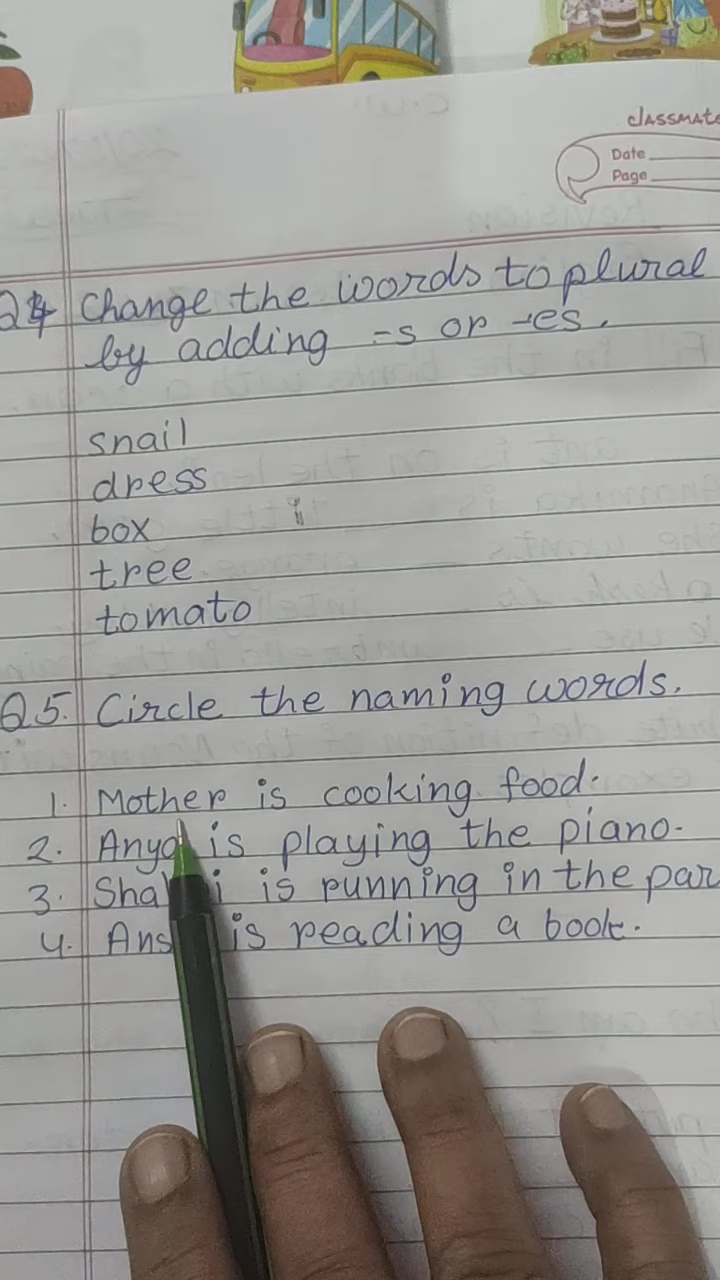 classmate
Date
Page
Q4 Change the words to plural
by adding -s or -es.
snail
dress
box
tree
tomato
Q5. Circle the naming words.
1. Mother is cooking food.
2. Anya is playing the piano.
3. is running in the
4. is reading a book.